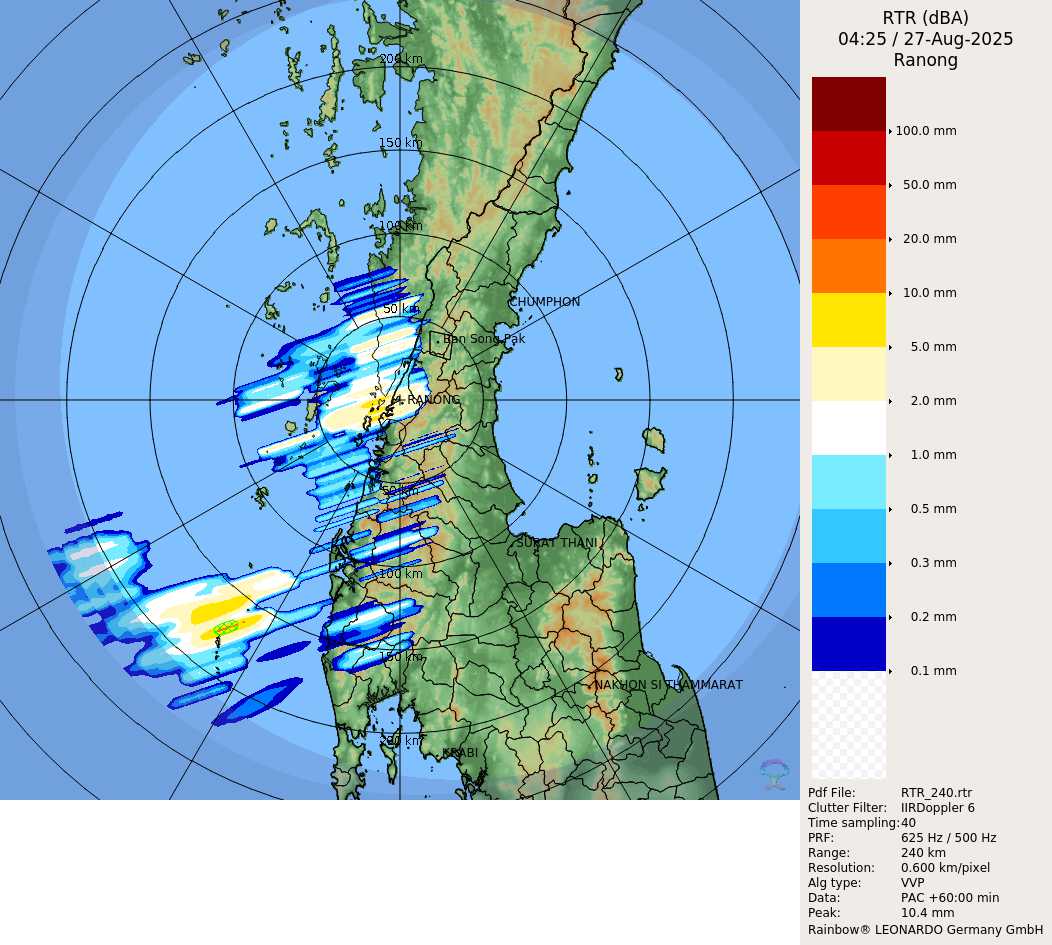 RTR (dBA)
04:25 / 27-Aug-2025
Ranong
100.0 mm
50.0 mm
20.0 mm
10.0 mm
5.0 mm
2.0 mm
1.0 mm
0.5 mm
0.3 mm
0.2 mm
0.1 mm
Pdf File: RTR_240.rtr
Clutter Filter: IIRDoppler 6
Time sampling: 40
PRF: 625 Hz / 500 Hz
Range: 240 km
Resolution: 0.600 km/pixel
Alg type: VVP
Data: PAC +60:00 min
Peak: 10.4 mm
Rainbow® LEONARDO Germany GmbH
200 km
150 km
100 km
CHUMPHON
50 km
Ban Song Pak
RANONG
50 km
SURAT THANI
100 km
150 km
NAKHON SI THAMMARAT
200 km
KRABI